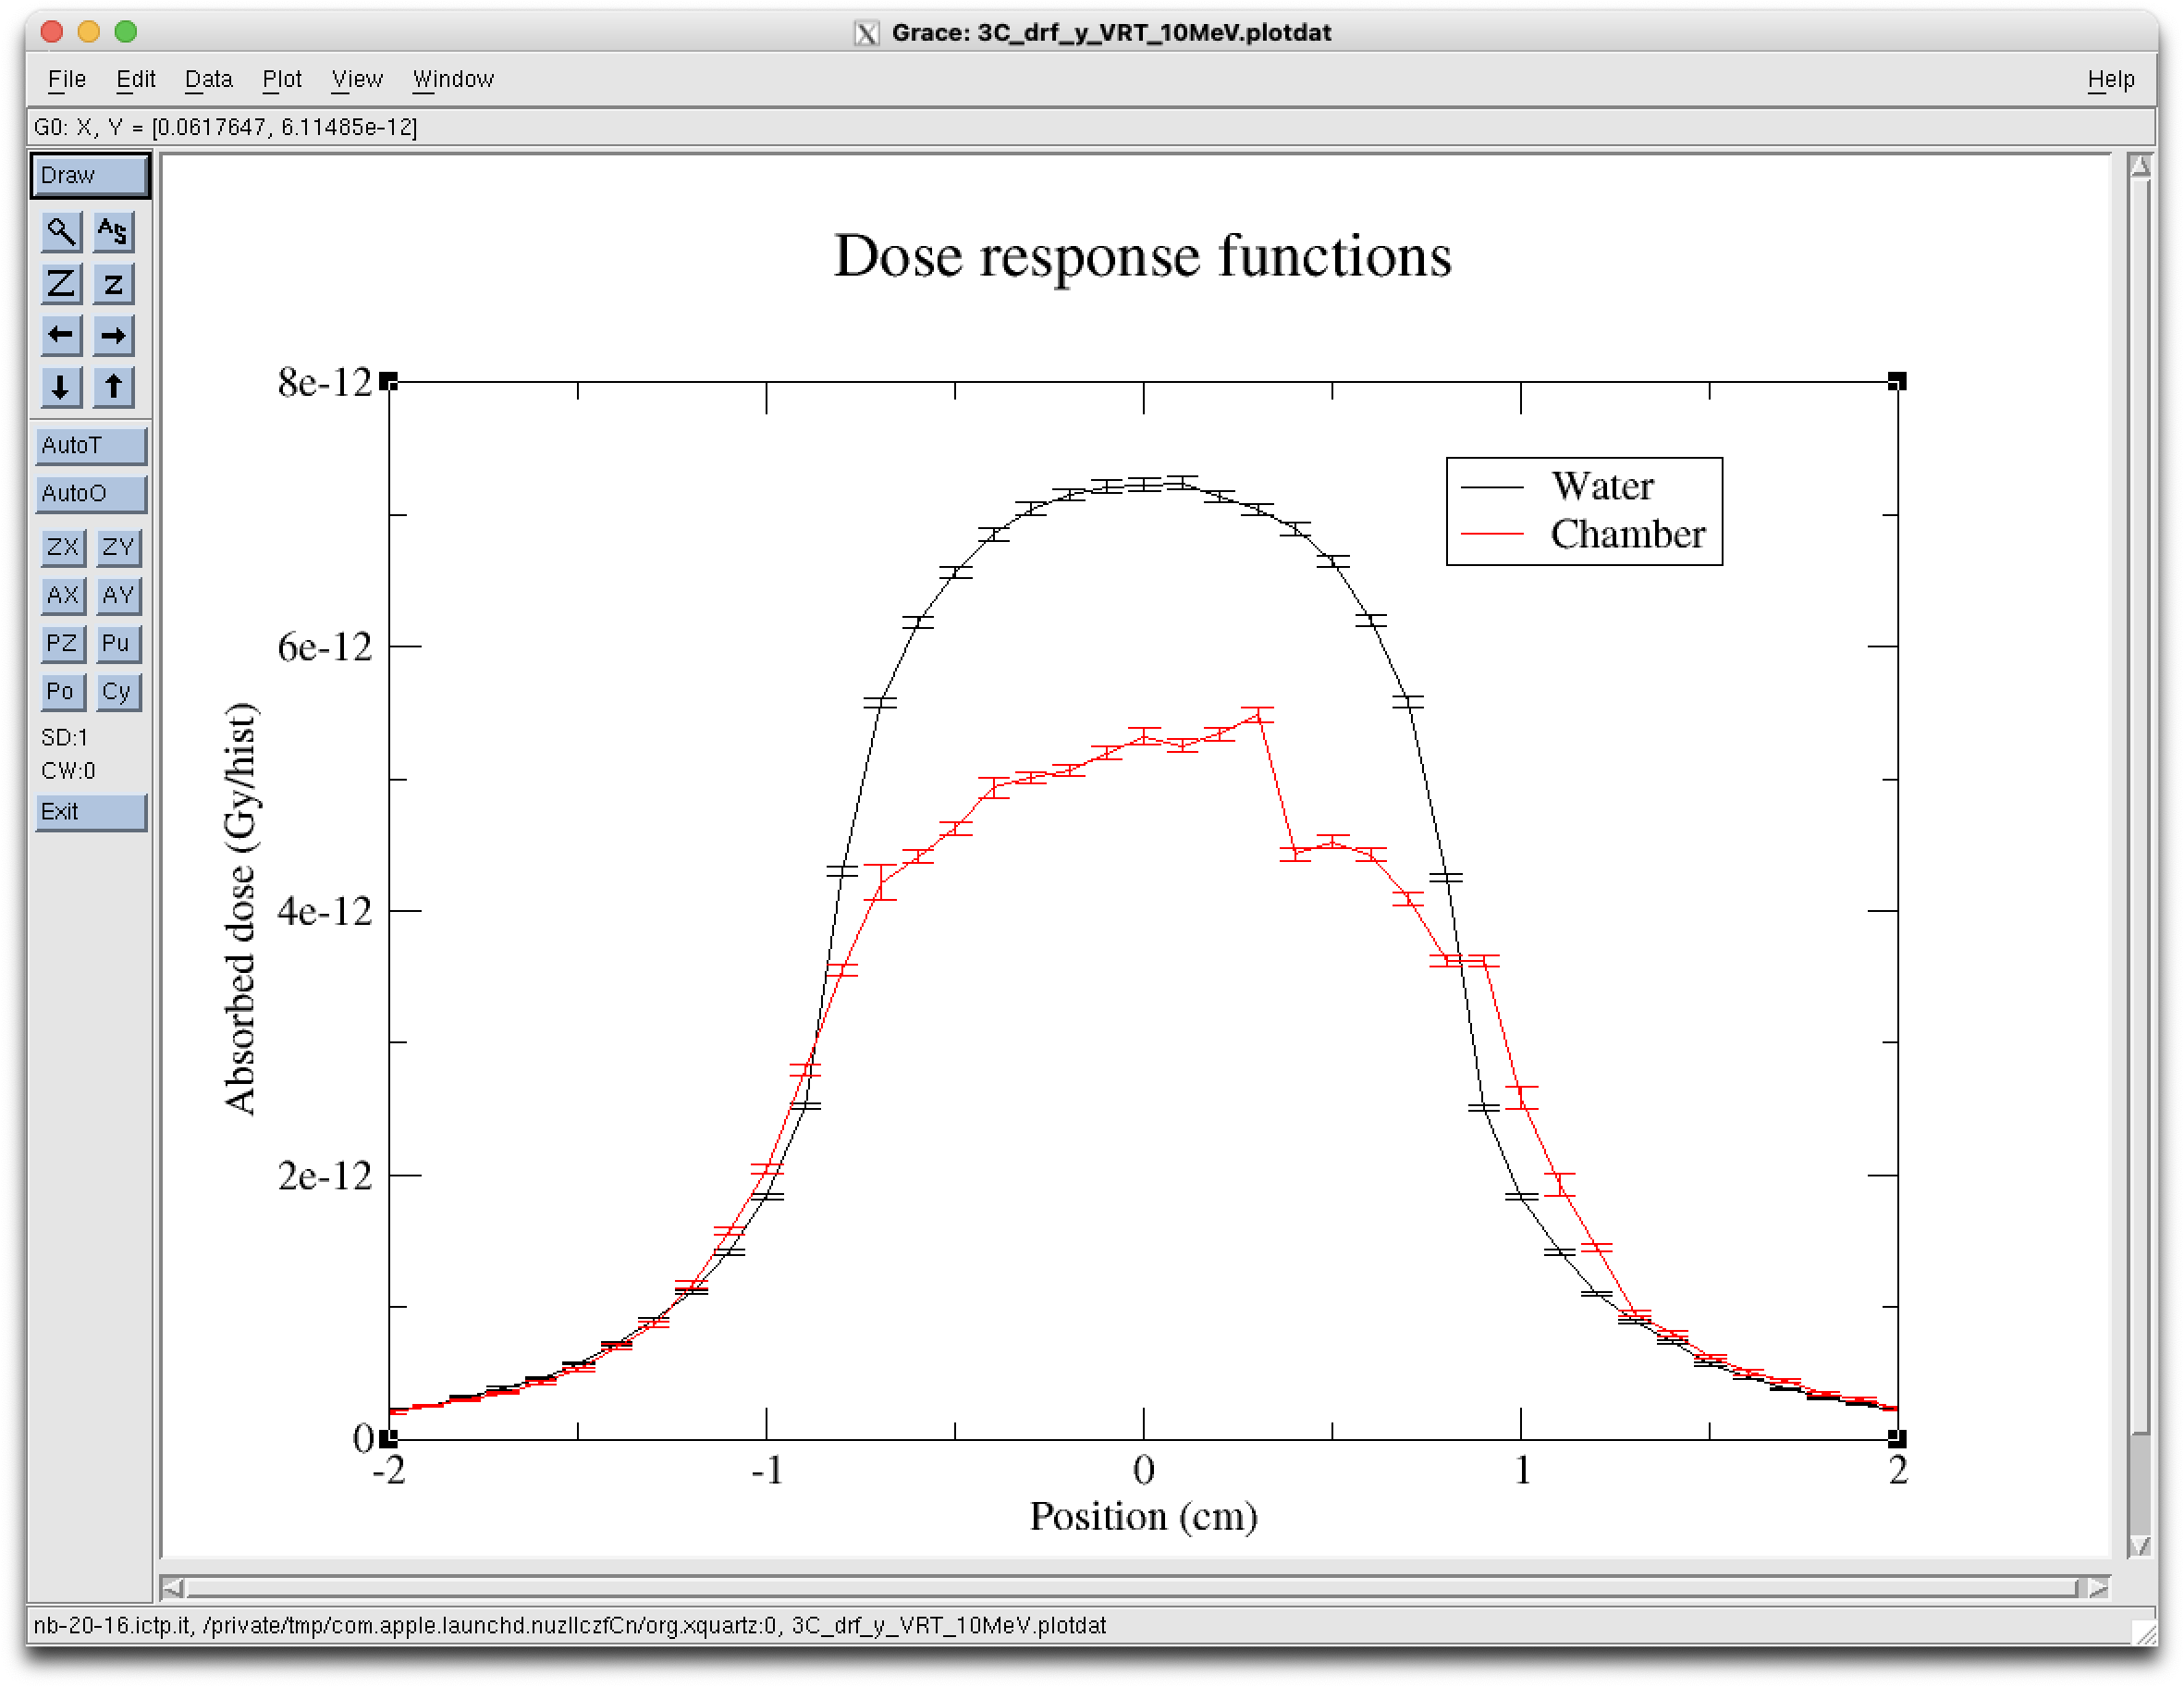 Grace: 3C_drf_y_VRT_10MeV.plotdat
File Edit Data Plot View Window Help
G0: X, Y = [0.0617647, 6.11485e-12]
Draw
A S
Z z
AutoT
AutoO
ZX ZY
AX AY
PZ Pu
Po Cy
SD:1
CW:0
Exit
Dose response functions
8e-12
6e-12
4e-12
2e-12
0
Absorbed dose (Gy/hist)
Water
Chamber
-2 -1 0 1 2
Position (cm)
nb-20-16.ictp.it, /private/tmp/com.apple.launchd.nuzllczfCn/org.xquartz:0, 3C_drf_y_VRT_10MeV.plotdat